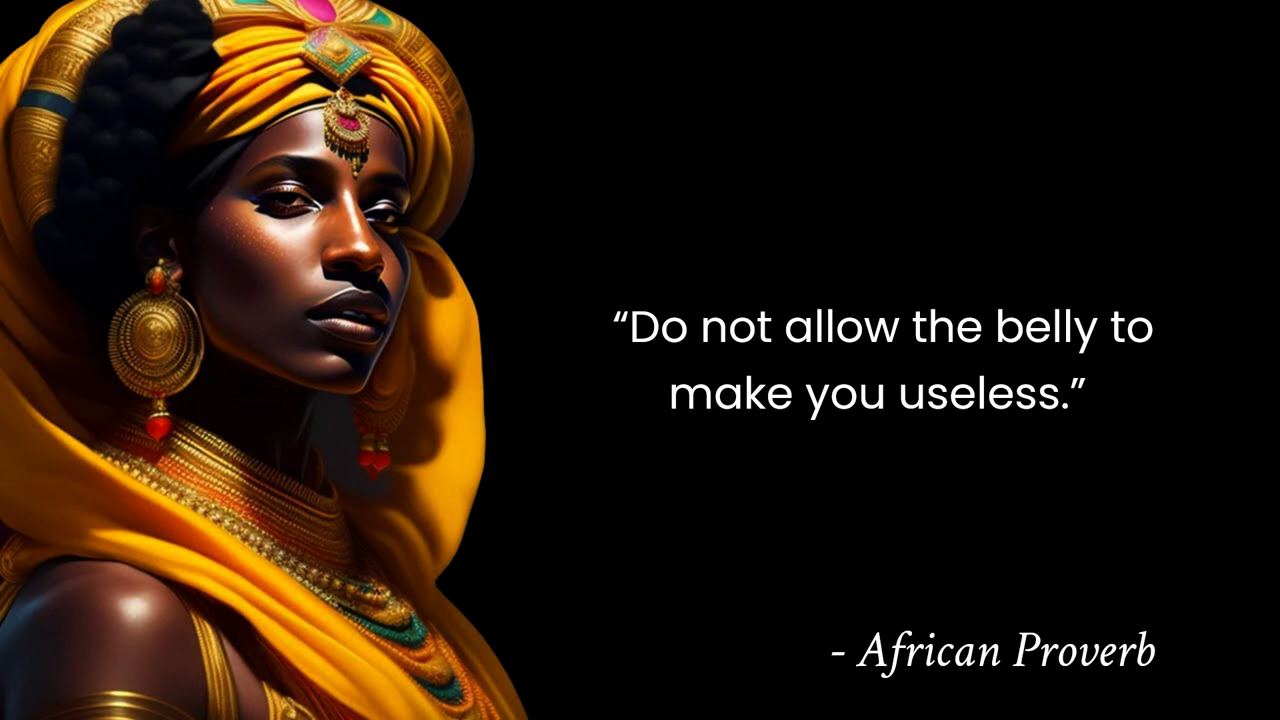 “Do not allow the belly to
make you useless.”
- African Proverb